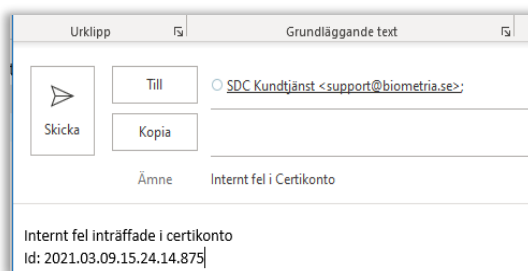 Urklipp
Grundläggande text
Till
SDC Kundtjänst <support@biometria.se>;
Skicka
Kopia
Ämne
Internt fel i Certikonto
Internt fel inträffade i certikonto
Id: 2021.03.09.15.24.14.875